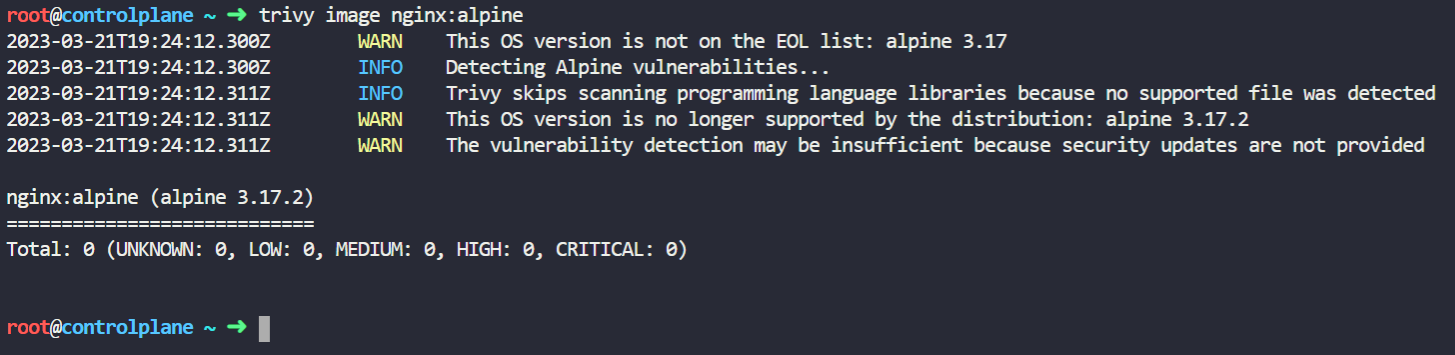 root@controlplane ~ ➜ trivy image nginx:alpine
2023-03-21T19:24:12.300Z WARN This OS version is not on the EOL list: alpine 3.17
2023-03-21T19:24:12.300Z INFO Detecting Alpine vulnerabilities...
2023-03-21T19:24:12.311Z INFO Trivy skips scanning programming language libraries because no supported file was detected
2023-03-21T19:24:12.311Z WARN This OS version is no longer supported by the distribution: alpine 3.17.2
2023-03-21T19:24:12.311Z WARN The vulnerability detection may be insufficient because security updates are not provided
nginx:alpine (alpine 3.17.2)
============================
Total: 0 (UNKNOWN: 0, LOW: 0, MEDIUM: 0, HIGH: 0, CRITICAL: 0)
root@controlplane ~ ➜